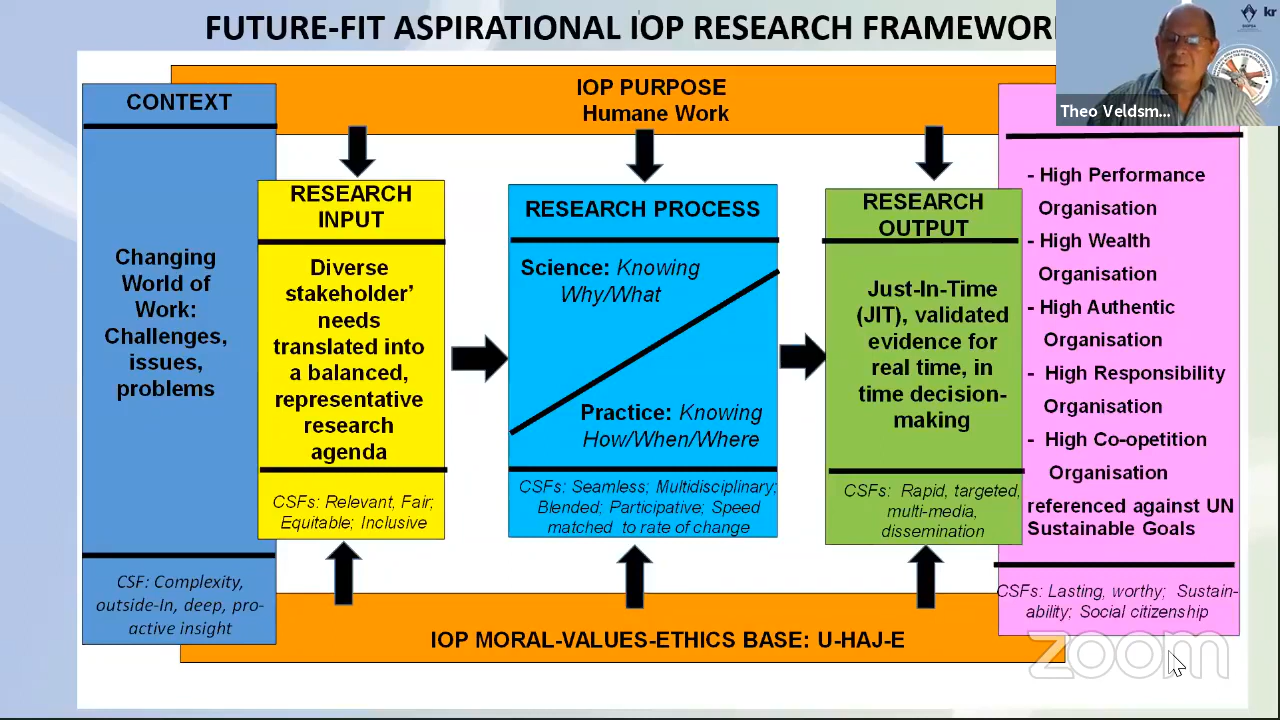 FUTURE-FIT ASPIRATIONAL IOP RESEARCH FRAMEWORK
kr
Theo Veldsm...
IOP PURPOSE
Humane Work
CONTEXT
Changing
World of
Work:
Challenges,
issues,
problems
CSF: Complexity,
outside-In, deep, pro-
active insight
RESEARCH
INPUT
Diverse
stakeholder’
needs
translated into
a balanced,
representative
research
agenda
CSFs: Relevant, Fair;
Equitable; Inclusive
RESEARCH PROCESS
Science: Knowing
Why/What
Practice: Knowing
How/When/Where
CSFs: Seamless; Multidisciplinary;
Blended; Participative; Speed
matched to rate of change
RESEARCH
OUTPUT
Just-In-Time
(JIT), validated
evidence for
real time, in
time decision-
making
CSFs: Rapid, targeted,
multi-media,
dissemination
- High Performance
Organisation
- High Wealth
Organisation
- High Authentic
Organisation
- High Responsibility
Organisation
- High Co-opetition
Organisation
referenced against UN
Sustainable Goals
CSFs: Lasting, worthy; Sustain-
ability; Social citizenship
IOP MORAL-VALUES-ETHICS BASE: U-HAJ-E
zoom